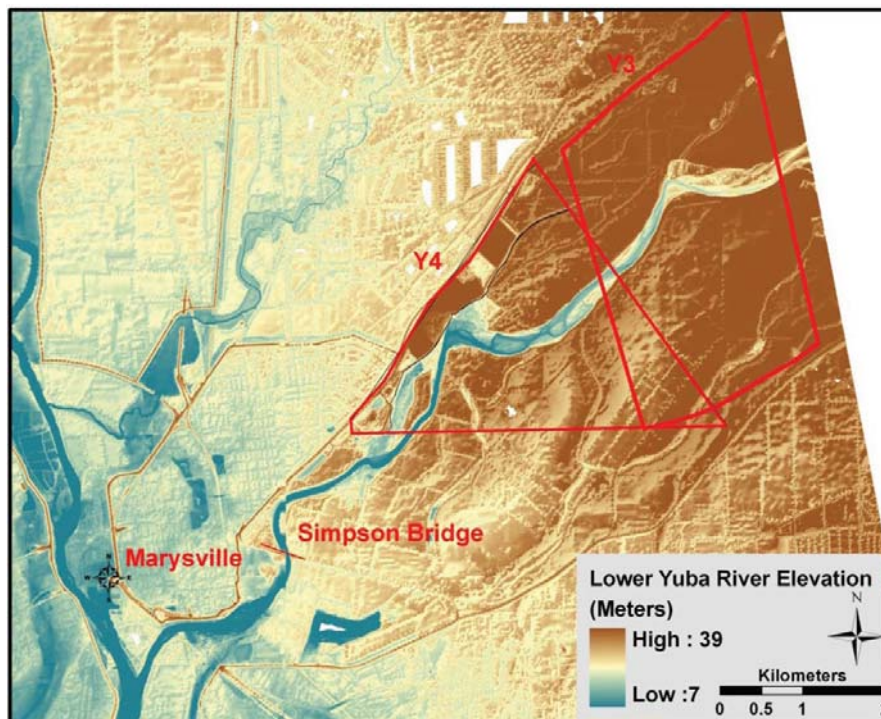 Y3
Y4
Simpson Bridge
Marysville
N
W
E
Lower Yuba River Elevation
(Meters)
N
High : 39
Low :7
Kilometers
0 0.5 1